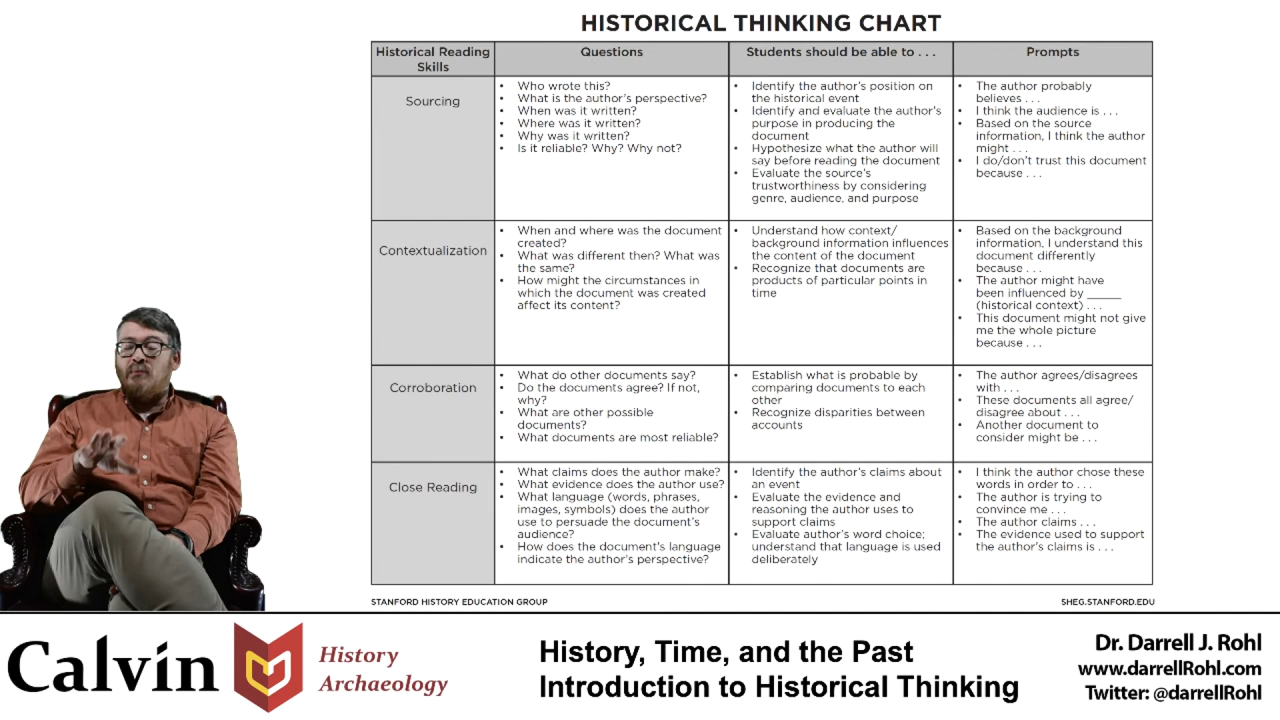 HISTORICAL THINKING CHART
Historical Reading
Skills
Questions
Students should be able to . . .
Prompts
Sourcing
• Who wrote this?
• What is the author's perspective?
• When was it written?
• Where was it written?
• Why was it written?
• Is it reliable? Why? Why not?
• Identify the author's position on
the historical event
• Identify and evaluate the author's
purpose in producing the
document
• Hypothesize what the author will
say before reading the document
• Evaluate the source's
trustworthiness by considering
genre, audience, and purpose
• The author probably
believes . . .
• I think the audience is . . .
• Based on the source
information, I think the author
might . . .
• I do/don't trust this document
because . . .
Contextualization
• When and where was the document
created?
• What was different then? What was
the same?
• How might the circumstances in
which the document was created
affect its content?
• Understand how context/
background information influences
the content of the document
• Recognize that documents are
products of particular points in
time
• Based on the background
information, I understand this
document differently
because . . .
• The author might have
been influenced by _____
(historical context) . . .
• This document might not give
me the whole picture
because . . .
Corroboration
• What do other documents say?
• Do the documents agree? If not,
why?
• What are other possible
documents?
• What documents are most reliable?
• Establish what is probable by
comparing documents to each
other
• Recognize disparities between
accounts
• The author agrees/disagrees
with . . .
• These documents all agree/
disagree about . . .
• Another document to
consider might be . . .
Close Reading
• What claims does the author make?
• What evidence does the author use?
• What language (words, phrases,
images, symbols) does the author
use to persuade the document's
audience?
• How does the document's language
indicate the author's perspective?
• Identify the author's claims about
an event
• Evaluate the evidence and
reasoning the author uses to
support claims
• Evaluate author's word choice;
understand that language is used
deliberately
• I think the author chose these
words in order to . . .
• The author is trying to
convince me . . .
• The author claims . . .
• The evidence used to support
the author's claims is . . .
STANFORD HISTORY EDUCATION GROUP
SHEG.STANFORD.EDU
Calvin
History
Archaeology
History, Time, and the Past
Introduction to Historical Thinking
Dr. Darrell J. Rohl
www.darrellRohl.com
Twitter: @darrellRohl